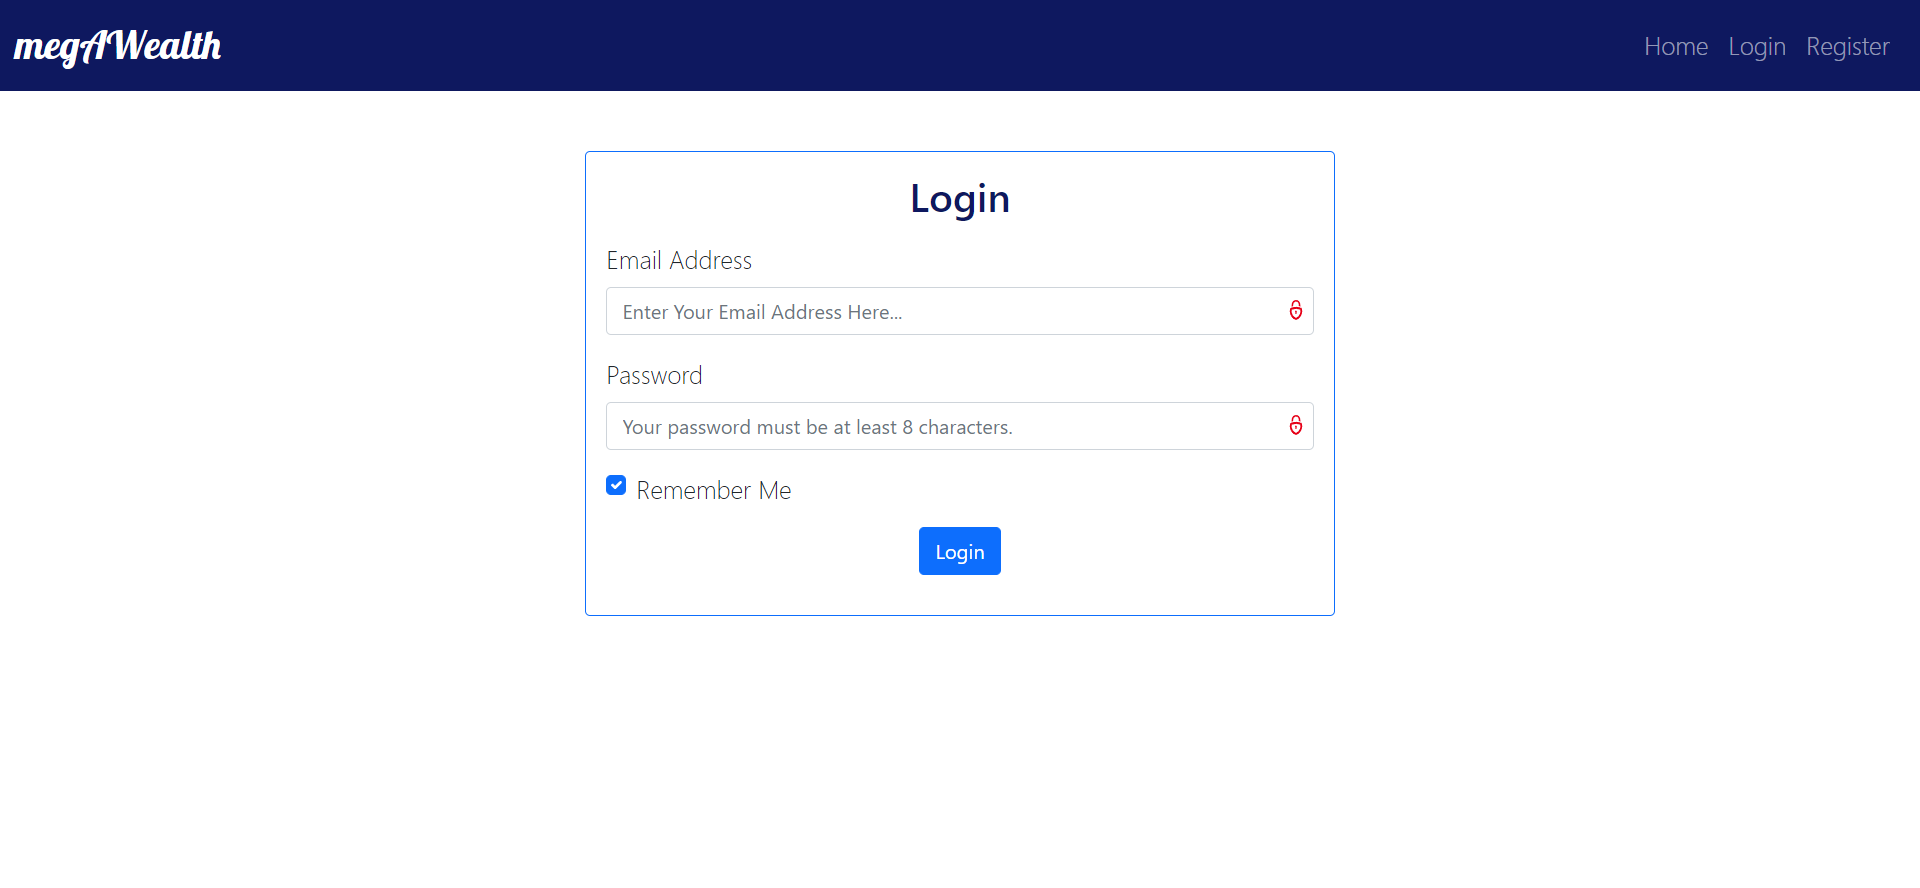 megAWealth
Home Login Register
Login
Email Address
Enter Your Email Address Here...
Password
Your password must be at least 8 characters.
Remember Me
Login